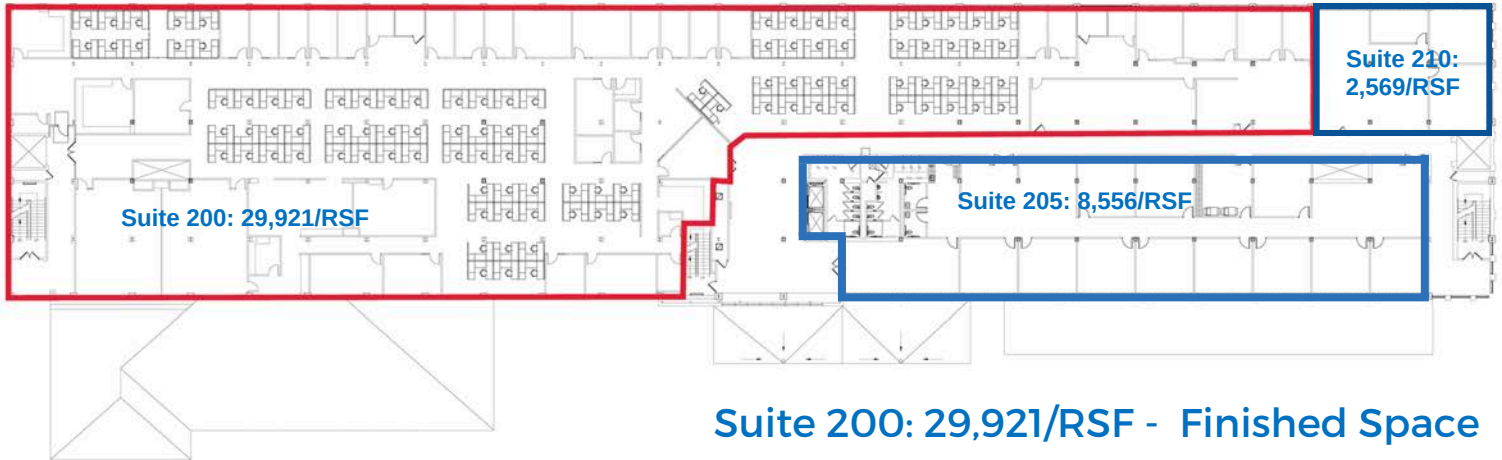 Suite 210:
2,569/RSF
Suite 200: 29,921/RSF
Suite 205: 8,556/RSF
Suite 200: 29,921/RSF - Finished Space